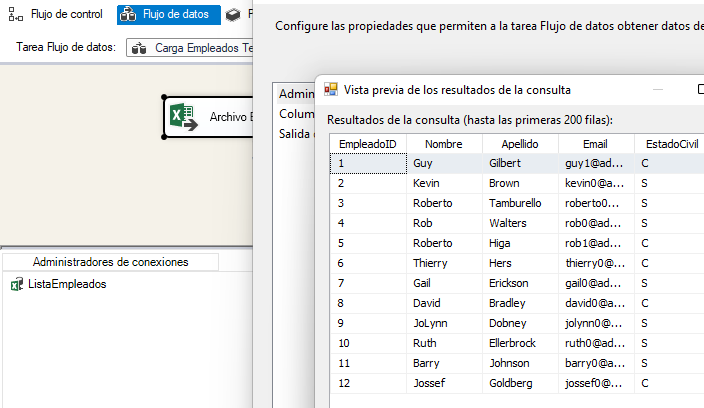 Flujo de control Flujo de datos P
Tarea Flujo de datos: Carga Empleados Te
Archivo E
Administradores de conexiones
ListaEmpleados
Configure las propiedades que permiten a la tarea Flujo de datos obtener datos de
Admini
Colum
Salida d
Vista previa de los resultados de la consulta
Resultados de la consulta (hasta las primeras 200 filas):
EmpleadoID Nombre Apellido Email EstadoCivil
1 Guy Gilbert guy1@ad... C
2 Kevin Brown kevin0@a... S
3 Roberto Tamburello roberto0... S
4 Rob Walters rob0@ad... S
5 Roberto Higa rob1@ad... C
6 Thierry Hers thierry0@... C
7 Gail Erickson gail0@ad... S
8 David Bradley david0@a... C
9 JoLynn Dobney jolynn0@... S
10 Ruth Ellerbrock ruth0@ad... S
11 Barry Johnson barry0@a... S
12 Jossef Goldberg jossef0@... C